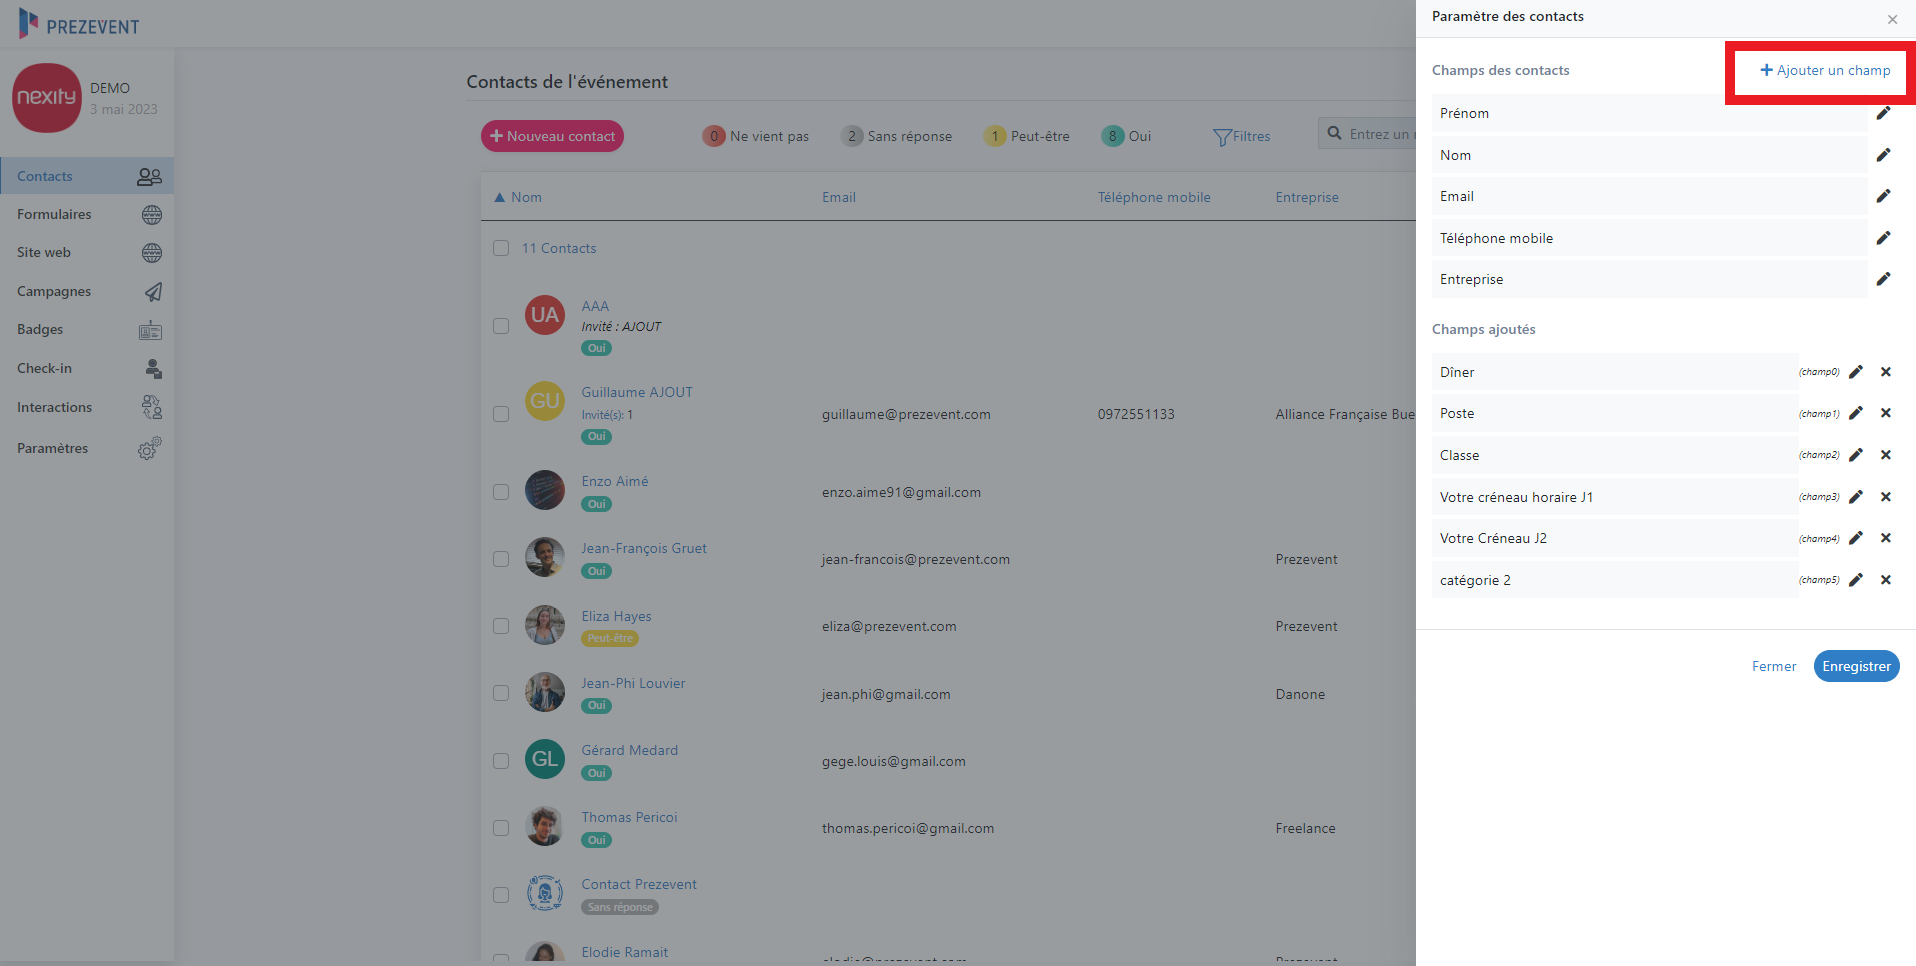 PREZEVENT
nexity
DEMO
3 mai 2023
Contacts
Formulaires
Site web
Campagnes
Badges
Check-in
Interactions
Paramètres
Contacts de l'événement
Nouveau contact
0 Ne vient pas
2 Sans réponse
1 Peut-être
8 Oui
Filtres
Entrez un
Nom Email Téléphone mobile Entreprise
11 Contacts
UA
AAA
Invité : AJOUT
Oui
GU
Guillaume AJOUT
Invité(s): 1
Oui
guillaume@prezevent.com 0972551133 Alliance Française Bue
Enzo Aimé
Oui
enzo.aime91@gmail.com
Jean-François Gruet
Oui
jean-francois@prezevent.com Prezevent
Eliza Hayes
Peut-être
eliza@prezevent.com Prezevent
Jean-Phi Louvier
Oui
jean.phi@gmail.com Danone
GL
Gérard Medard
Oui
gege.louis@gmail.com
Thomas Pericoi
Oui
thomas.pericoi@gmail.com Freelance
Contact Prezevent
Sans réponse
Elodie Ramait
Paramètre des contacts
Champs des contacts
Ajouter un champ
Prénom
Nom
Email
Téléphone mobile
Entreprise
Champs ajoutés
Dîner (champ0)
Poste (champ1)
Classe (champ2)
Votre créneau horaire J1 (champ3)
Votre Créneau J2 (champ4)
catégorie 2 (champ5)
Fermer Enregistrer